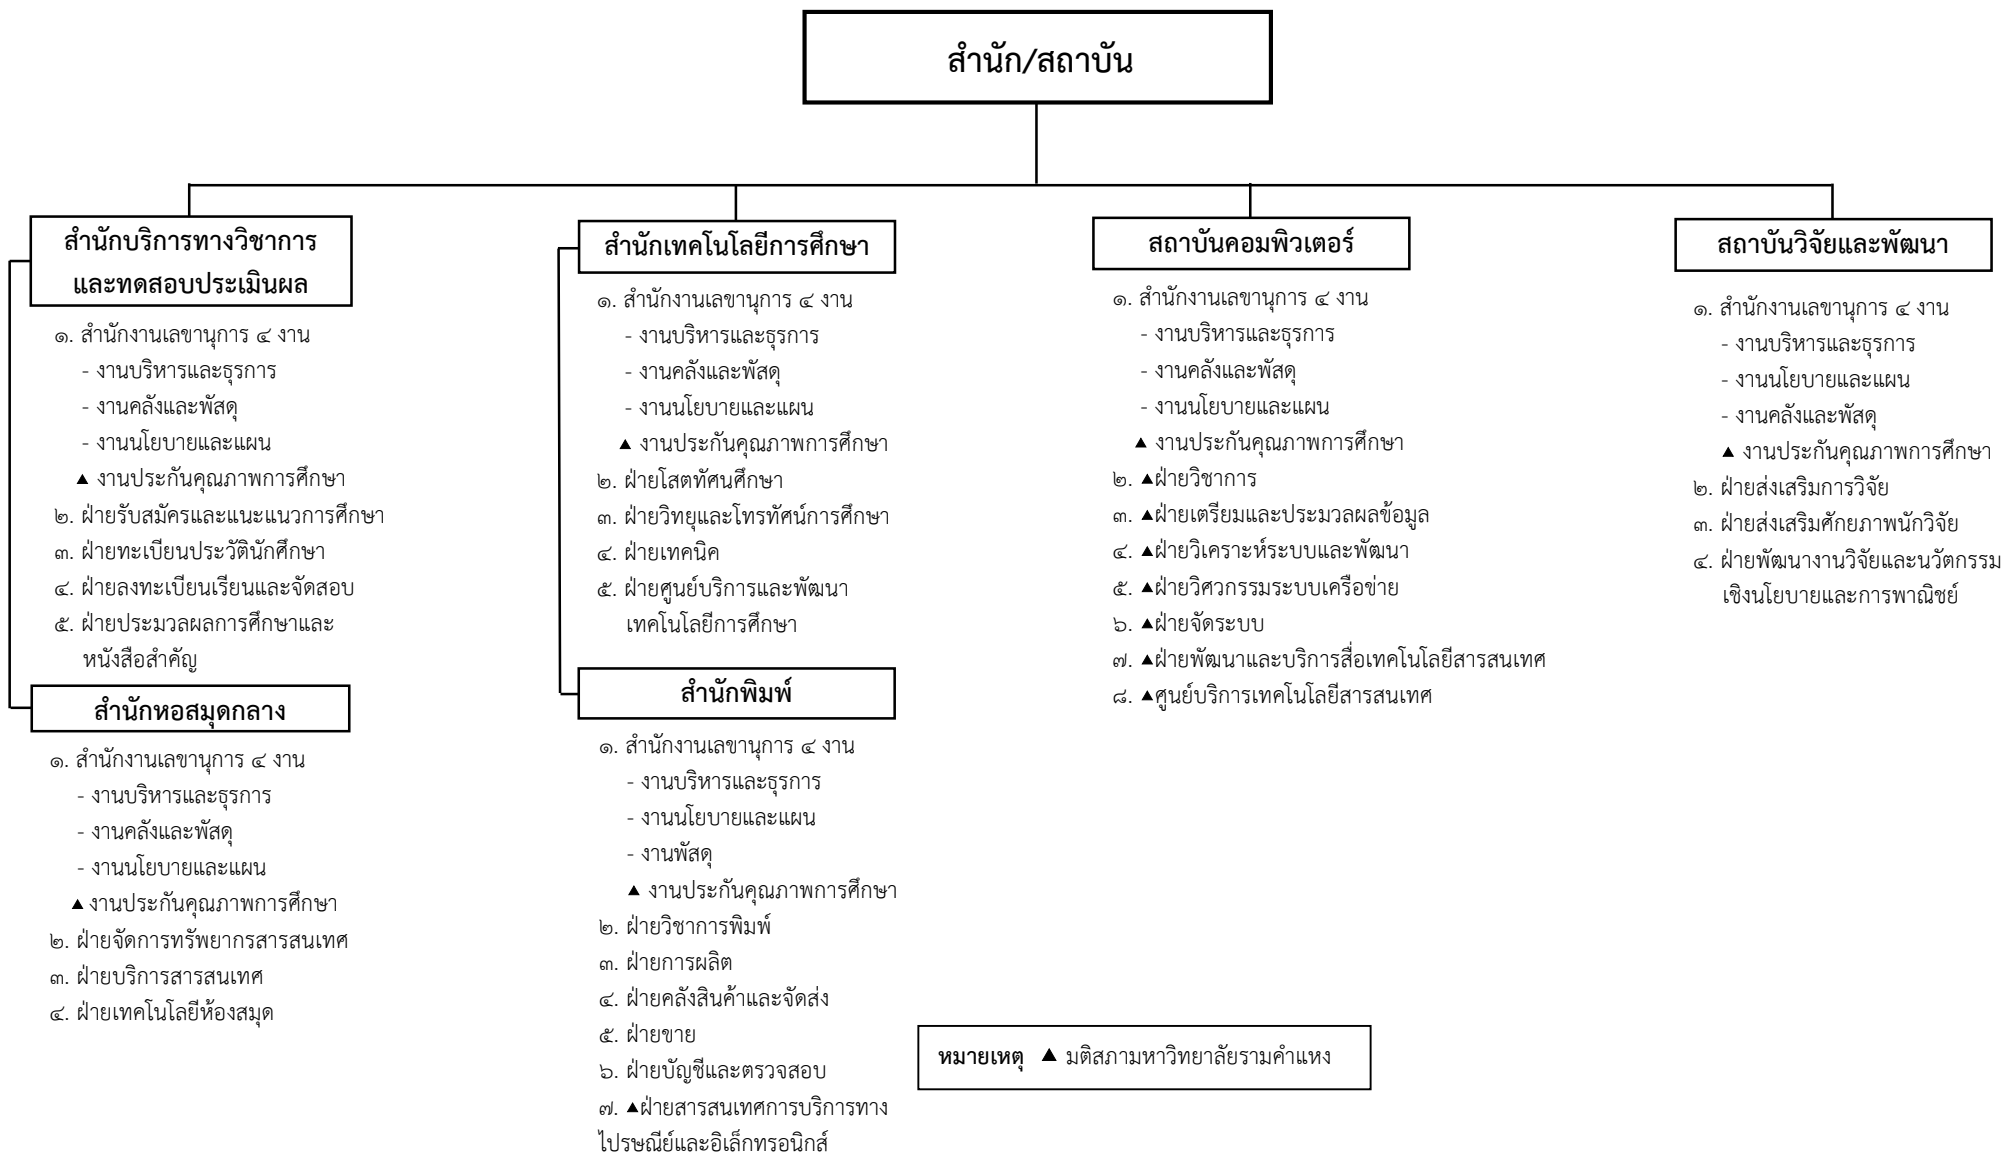 สำนัก/สถาบัน
สำนักบริการทางวิชาการ
และทดสอบประเมินผล
๑. สำนักงานเลขานุการ ๔ งาน
- งานบริหารและธุรการ
- งานคลังและพัสดุ
- งานนโยบายและแผน
▲ งานประกันคุณภาพการศึกษา
๒. ฝ่ายรับสมัครและแนะแนวการศึกษา
๓. ฝ่ายทะเบียนประวัตินักศึกษา
๔. ฝ่ายลงทะเบียนเรียนและจัดสอบ
๕. ฝ่ายประมวลผลการศึกษาและ
หนังสือสำคัญ
สำนักหอสมุดกลาง
๑. สำนักงานเลขานุการ ๔ งาน
- งานบริหารและธุรการ
- งานคลังและพัสดุ
- งานนโยบายและแผน
▲ งานประกันคุณภาพการศึกษา
๒. ฝ่ายจัดการทรัพยากรสารสนเทศ
๓. ฝ่ายบริการสารสนเทศ
๔. ฝ่ายเทคโนโลยีห้องสมุด
สำนักเทคโนโลยีการศึกษา
๑. สำนักงานเลขานุการ ๔ งาน
- งานบริหารและธุรการ
- งานคลังและพัสดุ
- งานนโยบายและแผน
▲ งานประกันคุณภาพการศึกษา
๒. ฝ่ายโสตทัศนศึกษา
๓. ฝ่ายวิทยุและโทรทัศน์การศึกษา
๔. ฝ่ายเทคนิค
๕. ฝ่ายศูนย์บริการและพัฒนา
เทคโนโลยีการศึกษา
สำนักพิมพ์
๑. สำนักงานเลขานุการ ๔ งาน
- งานบริหารและธุรการ
- งานนโยบายและแผน
- งานพัสดุ
▲ งานประกันคุณภาพการศึกษา
๒. ฝ่ายวิชาการพิมพ์
๓. ฝ่ายการผลิต
๔. ฝ่ายคลังสินค้าและจัดส่ง
๕. ฝ่ายขาย
๖. ฝ่ายบัญชีและตรวจสอบ
๗. ▲ฝ่ายสารสนเทศการบริการทาง
ไปรษณีย์และอิเล็กทรอนิกส์
สถาบันคอมพิวเตอร์
๑. สำนักงานเลขานุการ ๔ งาน
- งานบริหารและธุรการ
- งานคลังและพัสดุ
- งานนโยบายและแผน
▲ งานประกันคุณภาพการศึกษา
๒. ▲ฝ่ายวิชาการ
๓. ▲ฝ่ายเตรียมและประมวลผลข้อมูล
๔. ▲ฝ่ายวิเคราะห์ระบบและพัฒนา
๕. ▲ฝ่ายวิศวกรรมระบบเครือข่าย
๖. ▲ฝ่ายจัดระบบ
๗. ▲ฝ่ายพัฒนาและบริการสื่อเทคโนโลยีสารสนเทศ
๘. ▲ศูนย์บริการเทคโนโลยีสารสนเทศ
สถาบันวิจัยและพัฒนา
๑. สำนักงานเลขานุการ ๔ งาน
- งานบริหารและธุรการ
- งานนโยบายและแผน
- งานคลังและพัสดุ
▲ งานประกันคุณภาพการศึกษา
๒. ฝ่ายส่งเสริมการวิจัย
๓. ฝ่ายส่งเสริมศักยภาพนักวิจัย
๔. ฝ่ายพัฒนางานวิจัยและนวัตกรรม
เชิงนโยบายและการพาณิชย์
หมายเหตุ ▲ มติสภามหาวิทยาลัยรามคำแหง